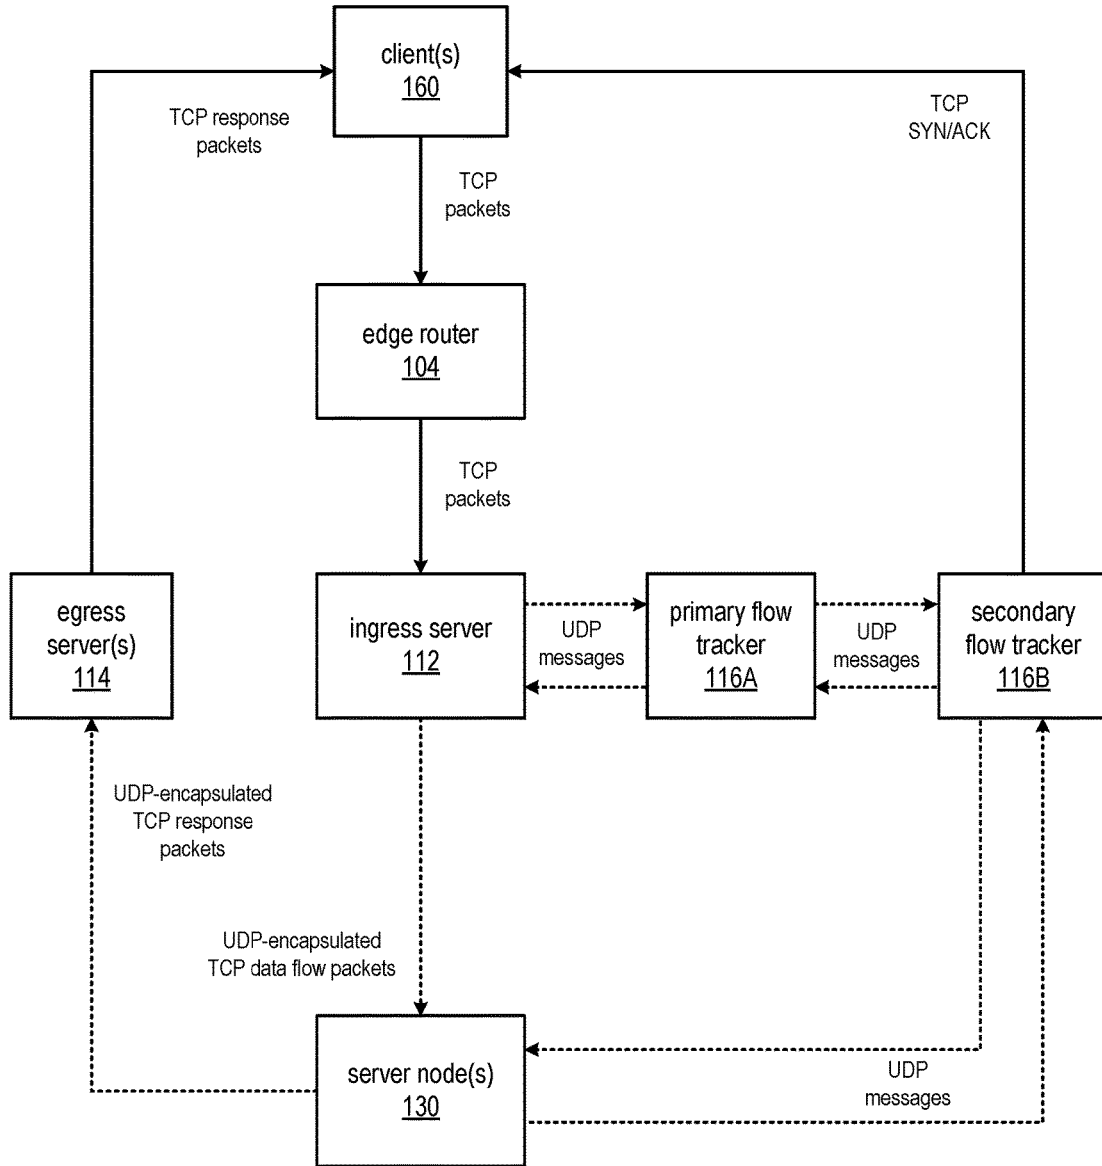 client(s)
160
TCP response
packets
TCP
SYN/ACK
TCP
packets
edge router
104
TCP
packets
egress
server(s)
114
ingress server
112
UDP
messages
primary flow
tracker
116A
UDP
messages
secondary
flow tracker
116B
UDP-encapsulated
TCP response
packets
UDP-encapsulated
TCP data flow packets
server node(s)
130
UDP
messages